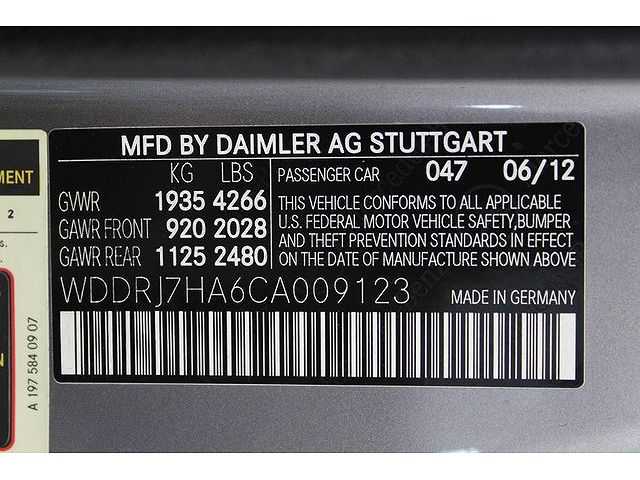 MFD BY DAIMLER AG STUTTGART
KG LBS
GVWR 1935 4266
GAWR FRONT 920 2028
GAWR REAR 1125 2480
PASSENGER CAR 047 06/12
THIS VEHICLE CONFORMS TO ALL APPLICABLE
U.S. FEDERAL MOTOR VEHICLE SAFETY,BUMPER
AND THEFT PREVENTION STANDARDS IN EFFECT
ON THE DATE OF MANUFACTURE SHOWN ABOVE
WDDRJ7HA6CA009123 MADE IN GERMANY
MENT
2
s.
A 197 584 09 07